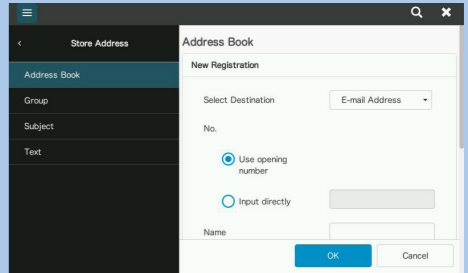 Store Address
Address Book
Group
Subject
Text
Address Book
New Registration
Select Destination
E-mail Address
No.
Use opening
number
Input directly
Name
OK
Cancel